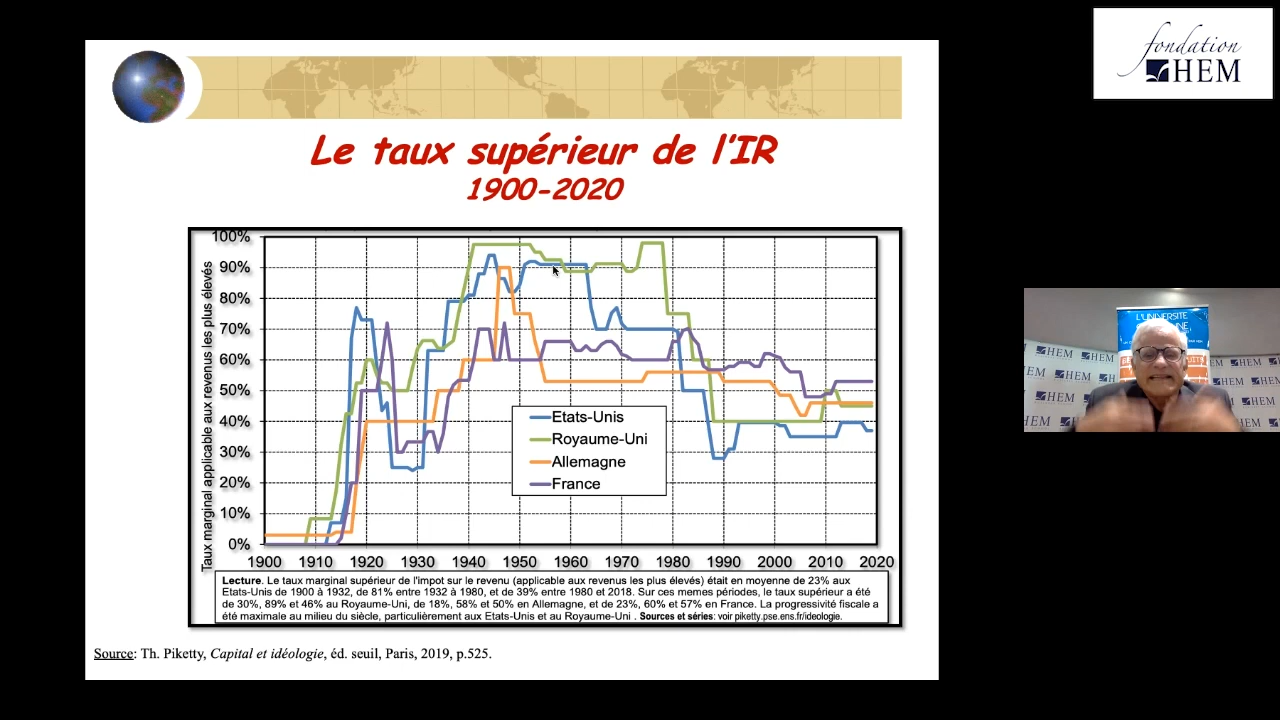 fondation
HEM
Le taux supérieur de l'IR
1900-2020
Taux marginal applicable aux revenus les plus élevés
100%
90%
80%
70%
60%
50%
40%
30%
20%
10%
0%
Etats-Unis
Royaume-Uni
Allemagne
France
1900 1910 1920 1930 1940 1950 1960 1970 1980 1990 2000 2010 2020
Lecture. Le taux marginal supérieur de l'impot sur le revenu (applicable aux revenus les plus élevés) était en moyenne de 23% aux
Etats-Unis de 1900 à 1932, de 81% entre 1932 à 1980, et de 39% entre 1980 et 2018. Sur ces memes périodes, le taux supérieur a été
de 30%, 89% et 46% au Royaume-Uni, de 18%, 58% et 50% en Allemagne, et de 23%, 60% et 57% en France. La progressivité fiscale a
été maximale au milieu du siècle, particulièrement aux Etats-Unis et au Royaume-Uni . Sources et séries: voir piketty.pse.ens.fr/ideologie.
Source: Th. Piketty, Capital et idéologie, éd. seuil, Paris, 2019, p.525.
L'UNIVERSITÉ
HEM
HEM
HEM
HEM
HEM
HEM